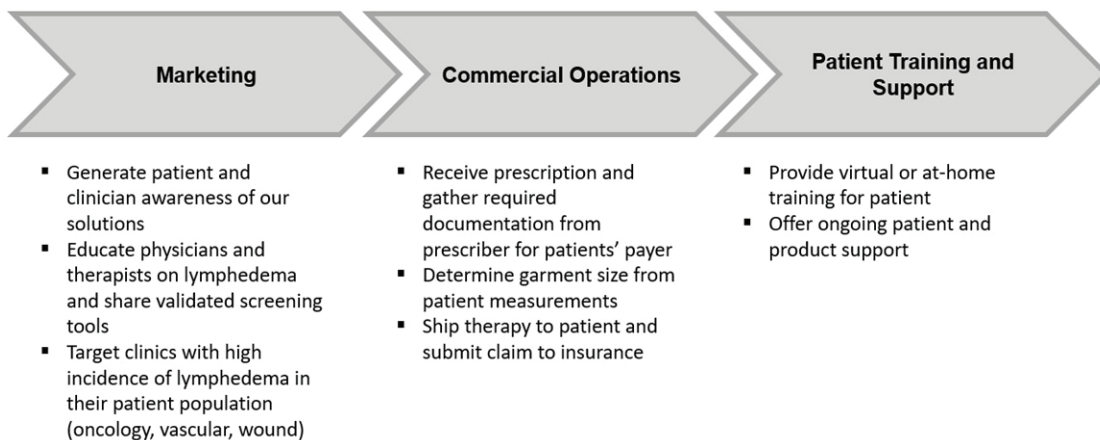 Marketing
Commercial Operations
Patient Training and
Support
▪ Generate patient and
clinician awareness of our
solutions
▪ Educate physicians and
therapists on lymphedema
and share validated screening
tools
▪ Target clinics with high
incidence of lymphedema in
their patient population
(oncology, vascular, wound)
▪ Receive prescription and
gather required
documentation from
prescriber for patients’ payer
▪ Determine garment size from
patient measurements
▪ Ship therapy to patient and
submit claim to insurance
▪ Provide virtual or at-home
training for patient
▪ Offer ongoing patient and
product support